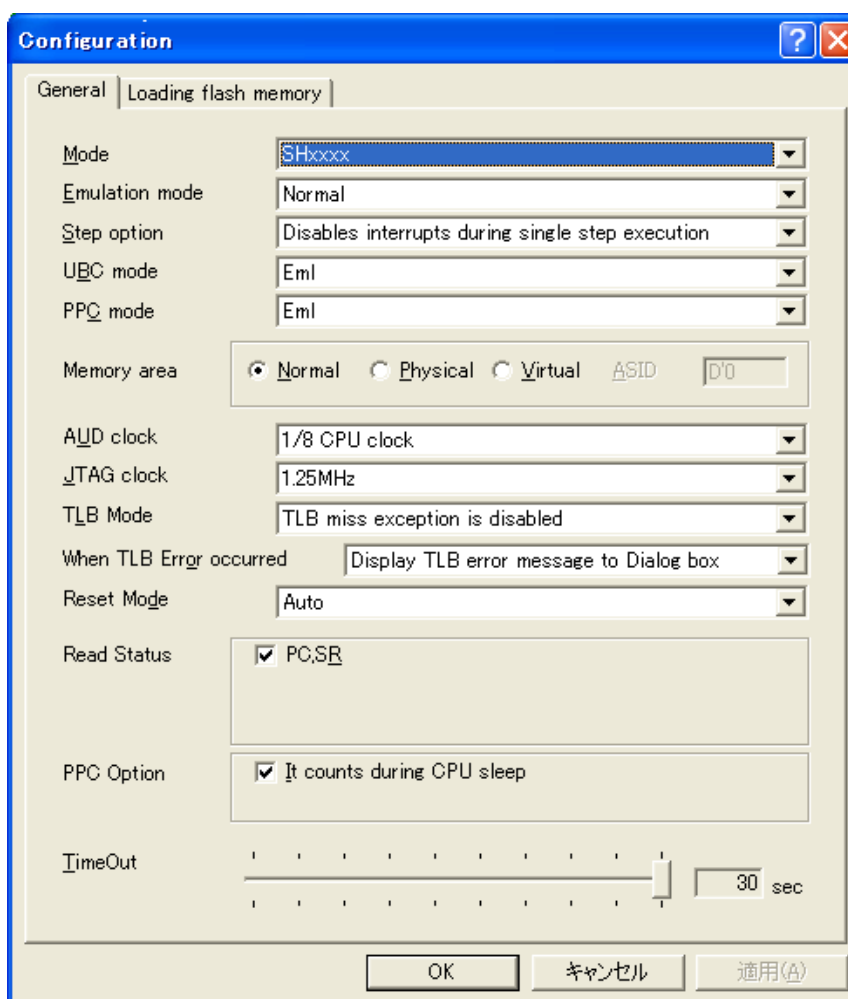 Configuration
General Loading flash memory
Mode SHxxxx
Emulation mode Normal
Step option Disables interrupts during single step execution
UBC mode Eml
PPC mode Eml
Memory area Normal Physical Virtual ASID D'0
AUD clock 1/8 CPU clock
JTAG clock 1.25MHz
TLB Mode TLB miss exception is disabled
When TLB Error occurred Display TLB error message to Dialog box
Reset Mode Auto
Read Status PC,SR
PPC Option It counts during CPU sleep
TimeOut 30 sec
OK キャンセル 適用(A)